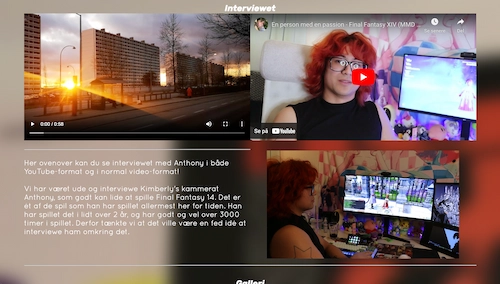 Interviewet
En person med en passion - Final Fantasy XIV (MMO ...
Se senere
Del
0:00 / 0:58
Se på YouTube
Her ovenover kan du se interviewet med Anthony i både
YouTube-format og i normal video-format!
Vi har været ude og interviewe Kimberly's kammerat
Anthony, som godt kan lide at spille Final Fantasy 14. Det er
et af de spil som han har spillet allermest her for tiden. Han
har spillet det i lidt over 2 år, og har godt og vel over 3000
timer i spillet. Derfor tænkte vi at det ville være en fed idé at
interviewe ham omkring det.
Galleri